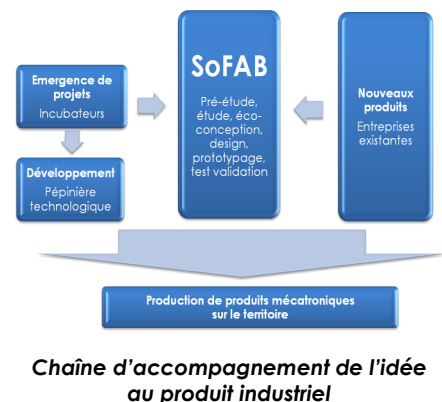 Emergence de
projets
Incubateurs
Développement
Pépinière
technologique
SoFAB
Pré-étude,
étude, éco-
conception,
design,
prototypage,
test validation
Nouveaux
produits
Entreprises
existantes
Production de produits mécatroniques
sur le territoire
Chaîne d'accompagnement de l'idée
au produit industriel